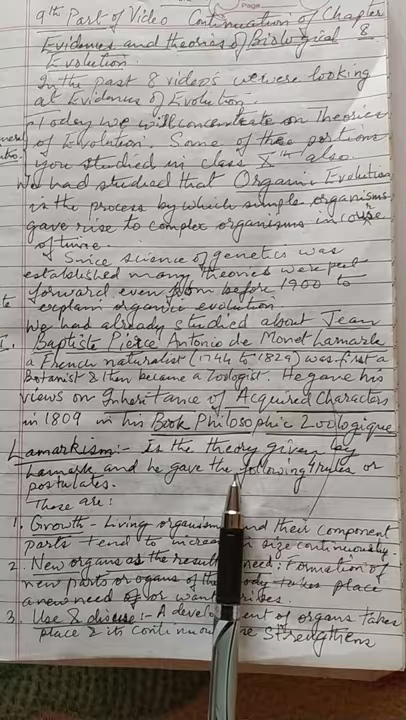 Page
9th Part of Video Continuation of Chapter 8
Evidences and theories of Biological
Evolution.
In the past 8 videos we were looking
at Evidences of Evolution.
Today we will concentrate on Theories
of Evolution. Some of these portions
you studied in class Xth also.
We had studied that Organic Evolution
is the process by which simple organisms
gave rise to complex organisms in course
of time.
Since science of genetics was
established many theories were put
forward even from before 1900 to
explain organic evolution
We had already studied about Jean
I. Baptiste Pierre Antonio de Monet Lamark
a French naturalist (1744 to 1829) was first a
Botanist & then became a Zoologist. He gave his
views on Inheritance of Acquired Characters
in 1809 in his Book Philosophic Zoologique
Lamarkism:- is the theory given by
Lamark and he gave the following 4 rules or
postulates.
These are:
1. Growth - Living organisms and their component
parts tend to increase in size continuously.
2. New organs as the result need: Formation of
new parts or ogans of the body takes place
a new need of or want arises.
3. Use & disuse:- A of organs takes
place & its strengthens